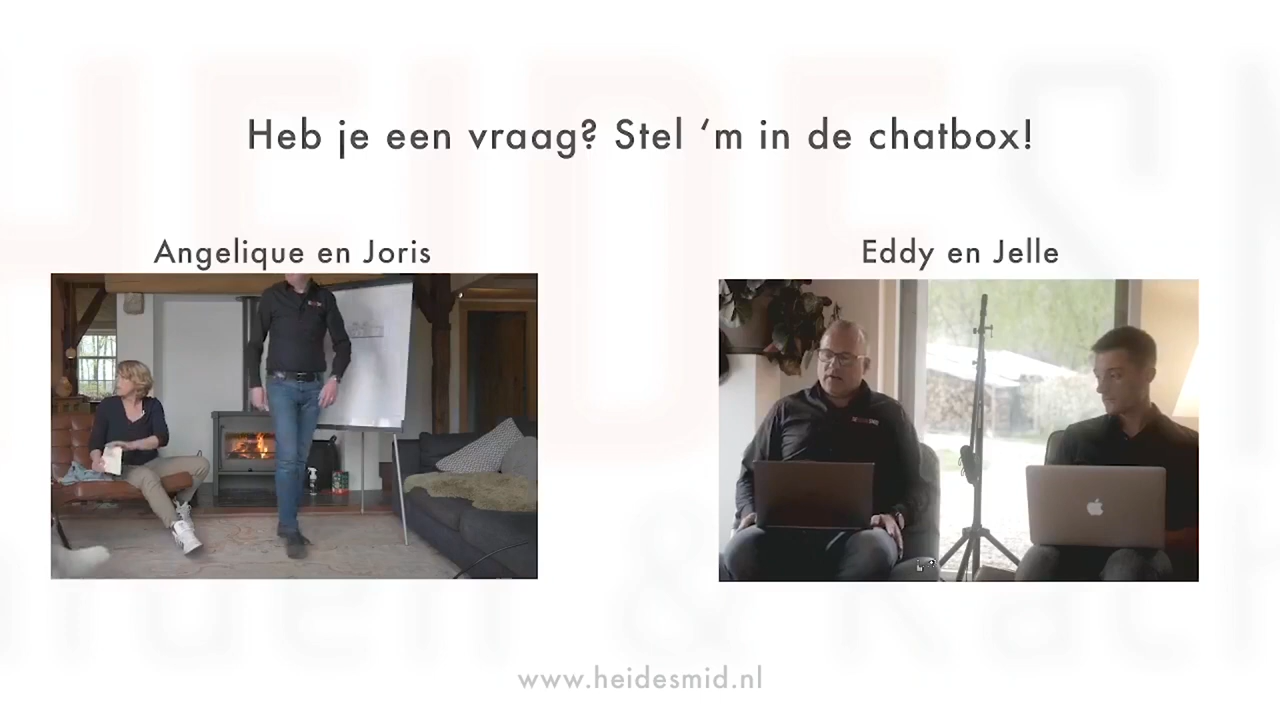 Heb je een vraag? Stel ‘m in de chatbox!
Angelique en Joris
Eddy en Jelle
www.heidesmid.nl